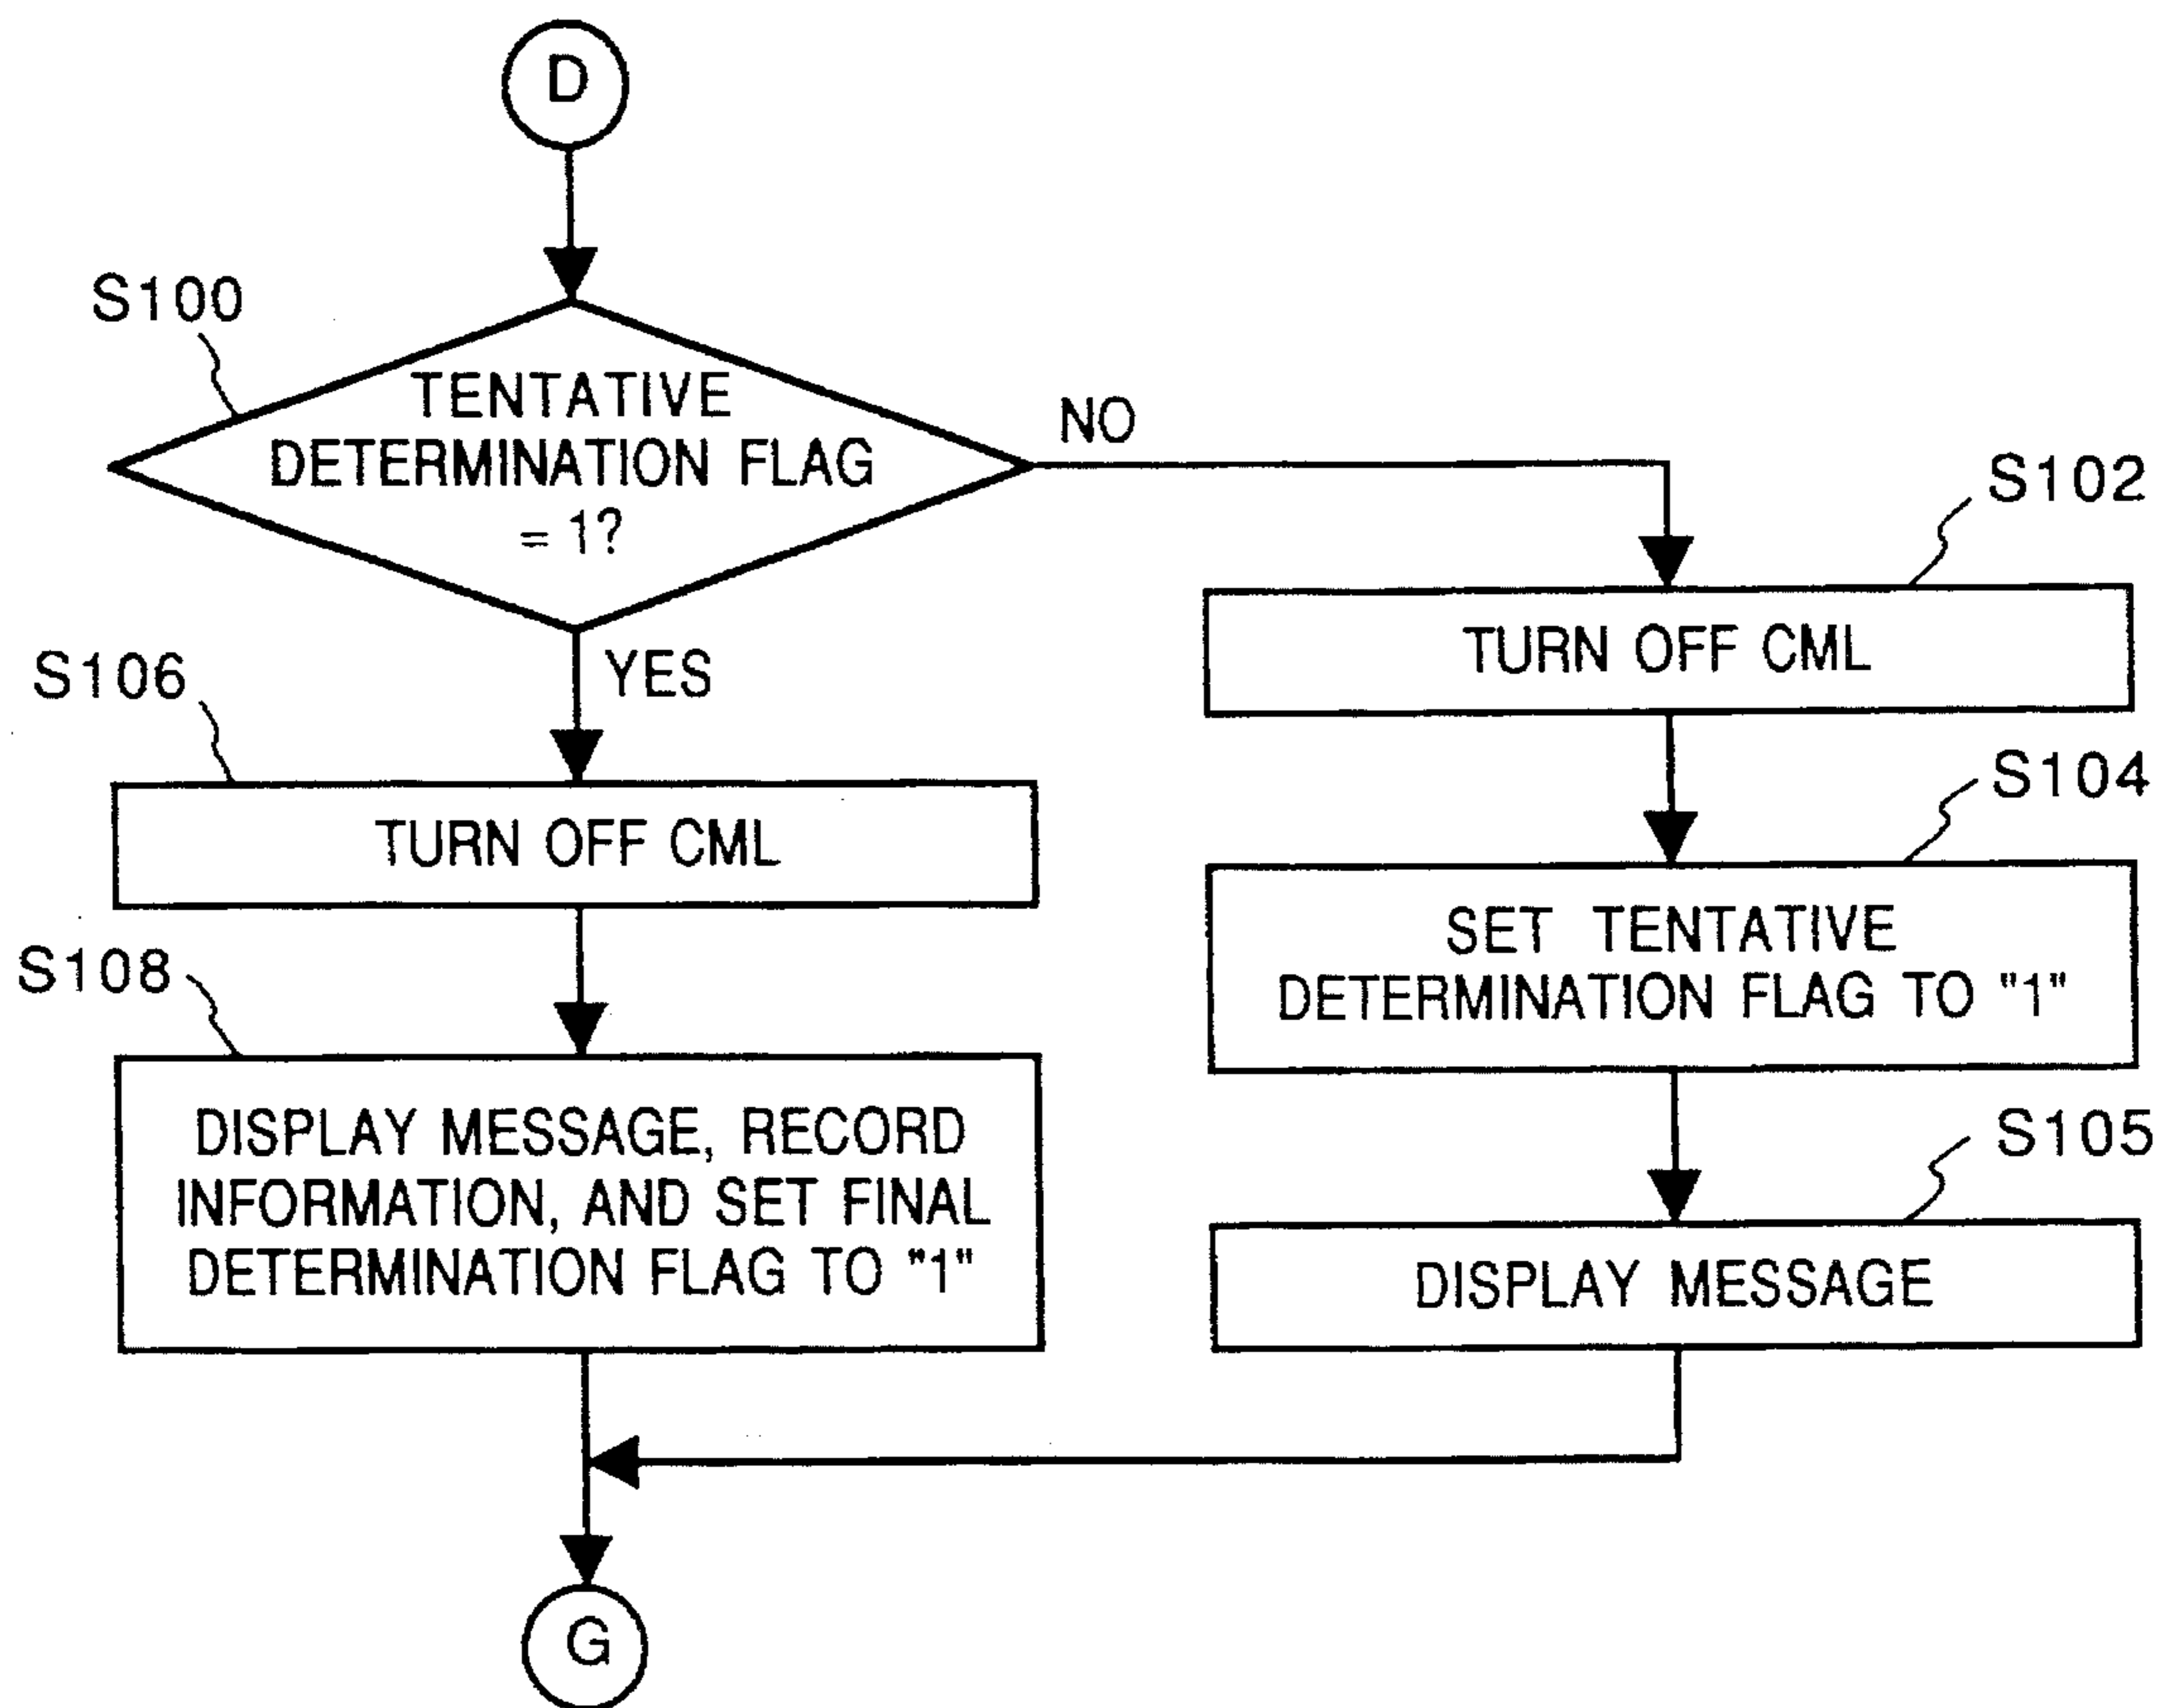 D
S100
TENTATIVE
DETERMINATION FLAG
= 1?
NO
YES
S102
TURN OFF CML
S104
SET TENTATIVE
DETERMINATION FLAG TO "1"
S105
DISPLAY MESSAGE
S106
TURN OFF CML
S108
DISPLAY MESSAGE, RECORD
INFORMATION, AND SET FINAL
DETERMINATION FLAG TO "1"
G